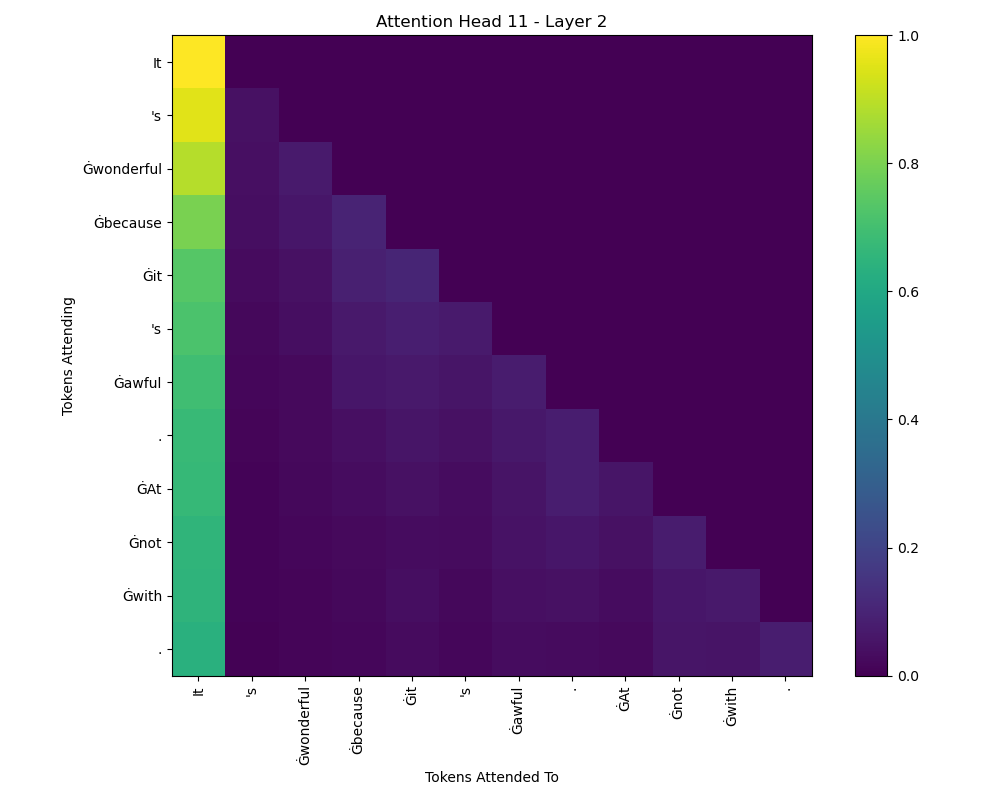 Attention Head 11 - Layer 2
It
's
Ġwonderful
Ġbecause
Ġit
's
Ġawful
.
ĠAt
Ġnot
Ġwith
.
Tokens Attending
It
's
Ġwonderful
Ġbecause
Ġit
's
Ġawful
.
ĠAt
Ġnot
Ġwith
.
Tokens Attended To
1.0
0.8
0.6
0.4
0.2
0.0